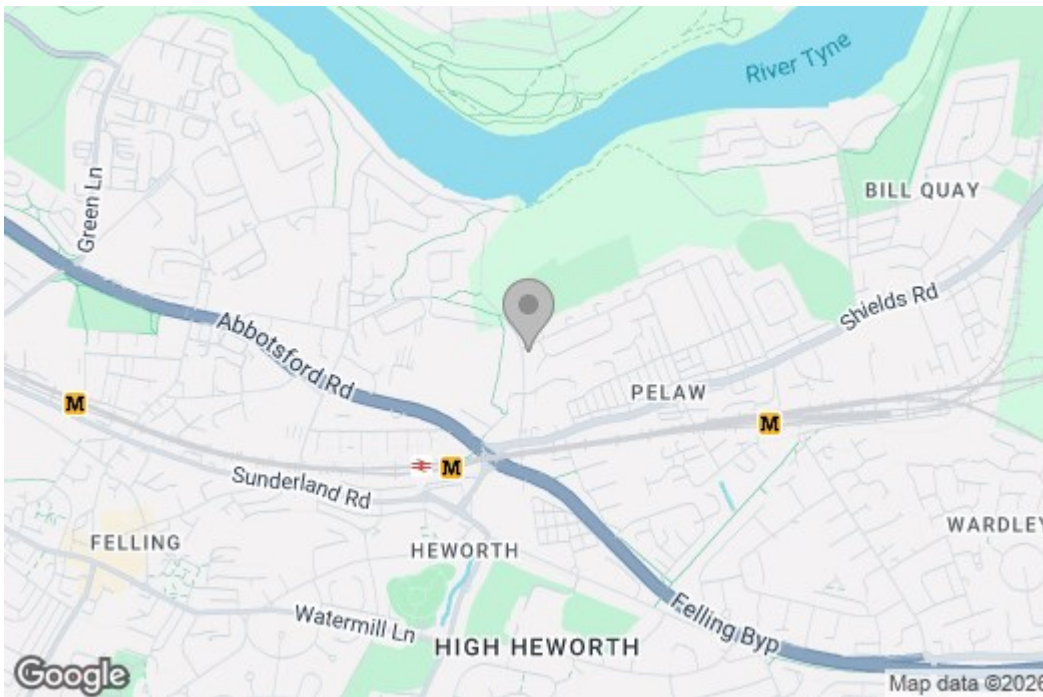 River Tyne
BILL QUAY
Green Ln
Shields Rd
Abbotsford Rd
PELAW
M
M
M
Sunderland Rd
FELLING
HEWORTH
WARDLEY
Felling Byp
Watermill Ln
HIGH HEWORTH
Google
Map data ©2026